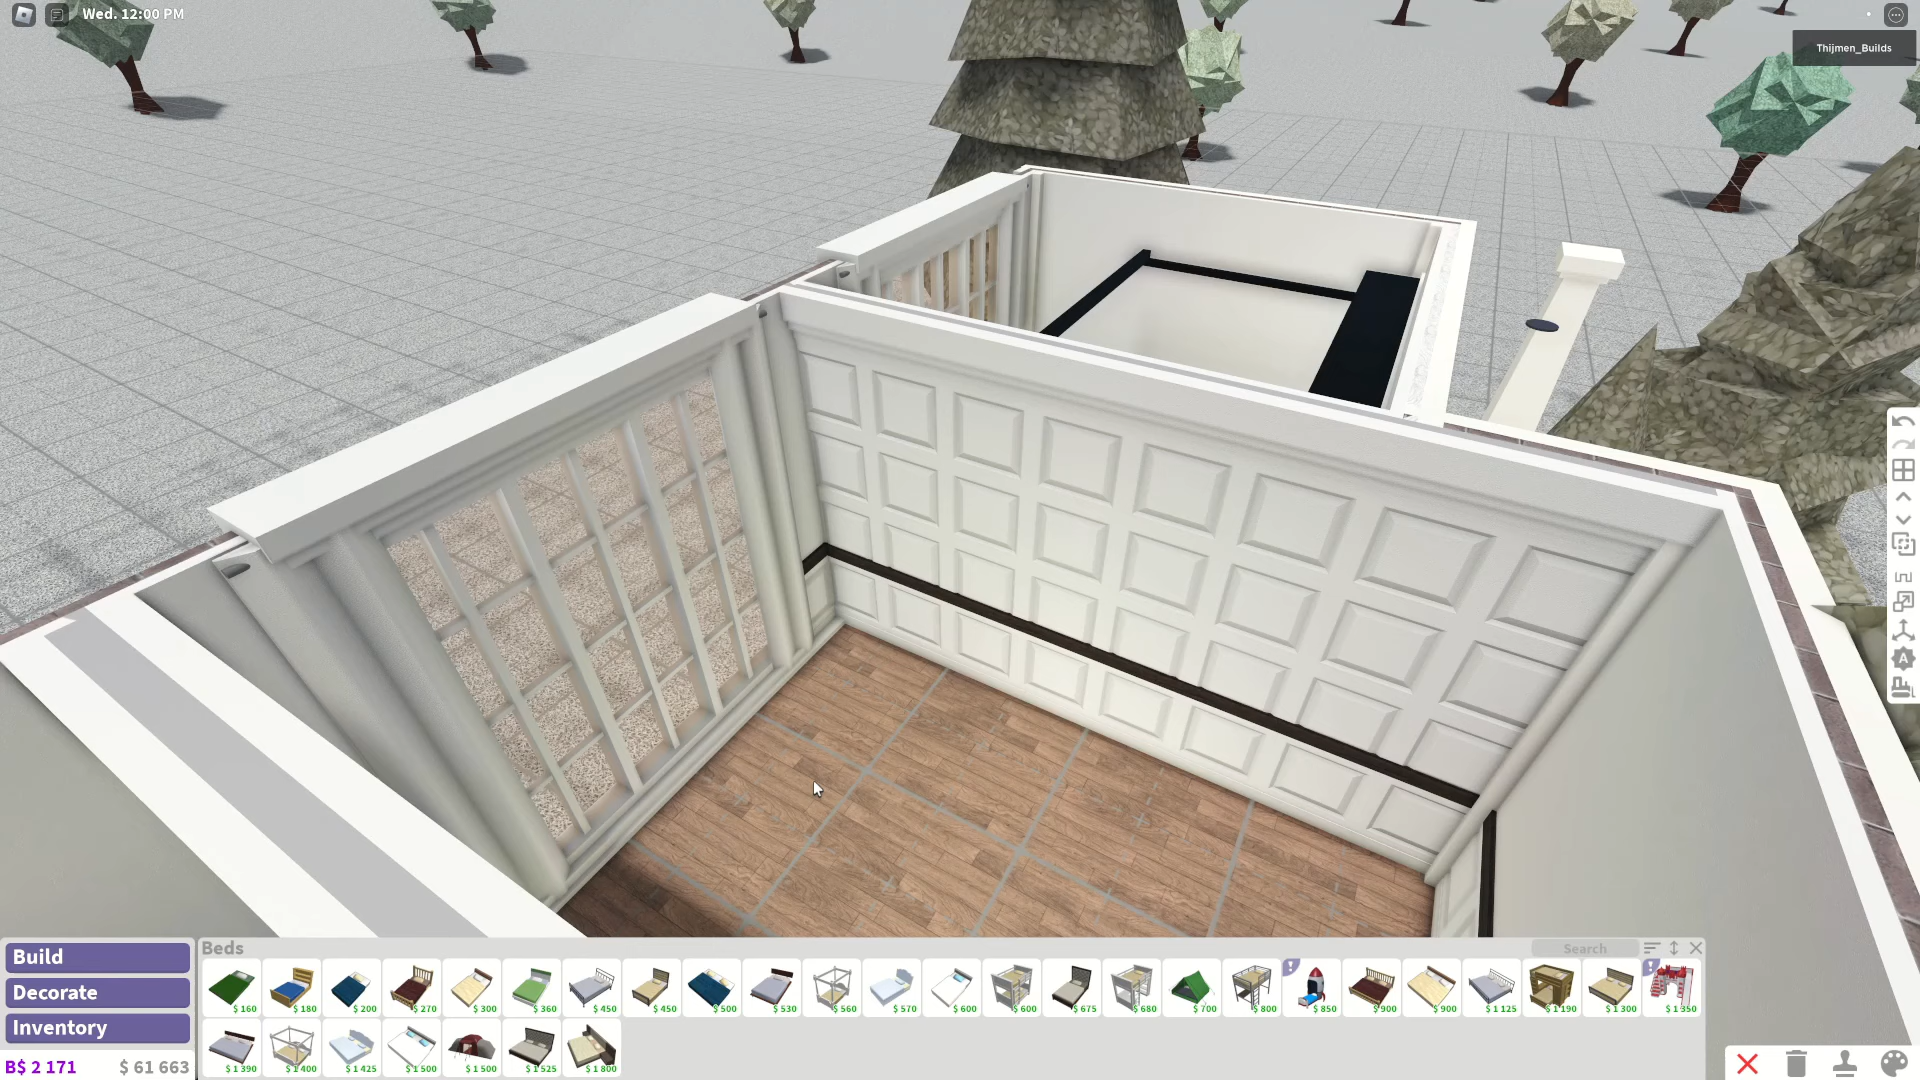 Wed. 12:00 PM
Thijmen_Builds
Build
Decorate
Inventory
B$ 2 171
$ 61 663
Beds
Search
$ 160
$ 180
$ 200
$ 270
$ 300
$ 360
$ 450
$ 450
$ 500
$ 530
$ 560
$ 570
$ 600
$ 600
$ 675
$ 680
$ 700
$ 800
$ 850
$ 900
$ 900
$ 1 125
$ 1 190
$ 1 300
$ 1 350
$ 1 390
$ 1 400
$ 1 425
$ 1 500
$ 1 500
$ 1 525
$ 1 800
A